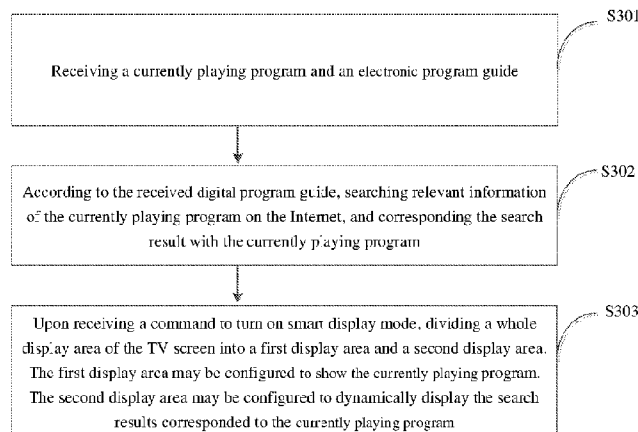 S301
Receiving a currently playing program and an electronic program guide
S302
According to the received digital program guide, searching relevant information
of the currently playing program on the Internet, and corresponding the search
result with the currently playing program
S303
Upon receiving a command to turn on smart display mode, dividing a whole
display area of the TV screen into a first display area and a second display area.
The first display area may be configured to show the currently playing program.
The second display area may be configured to dynamically display the search
results corresponded to the currently playing program